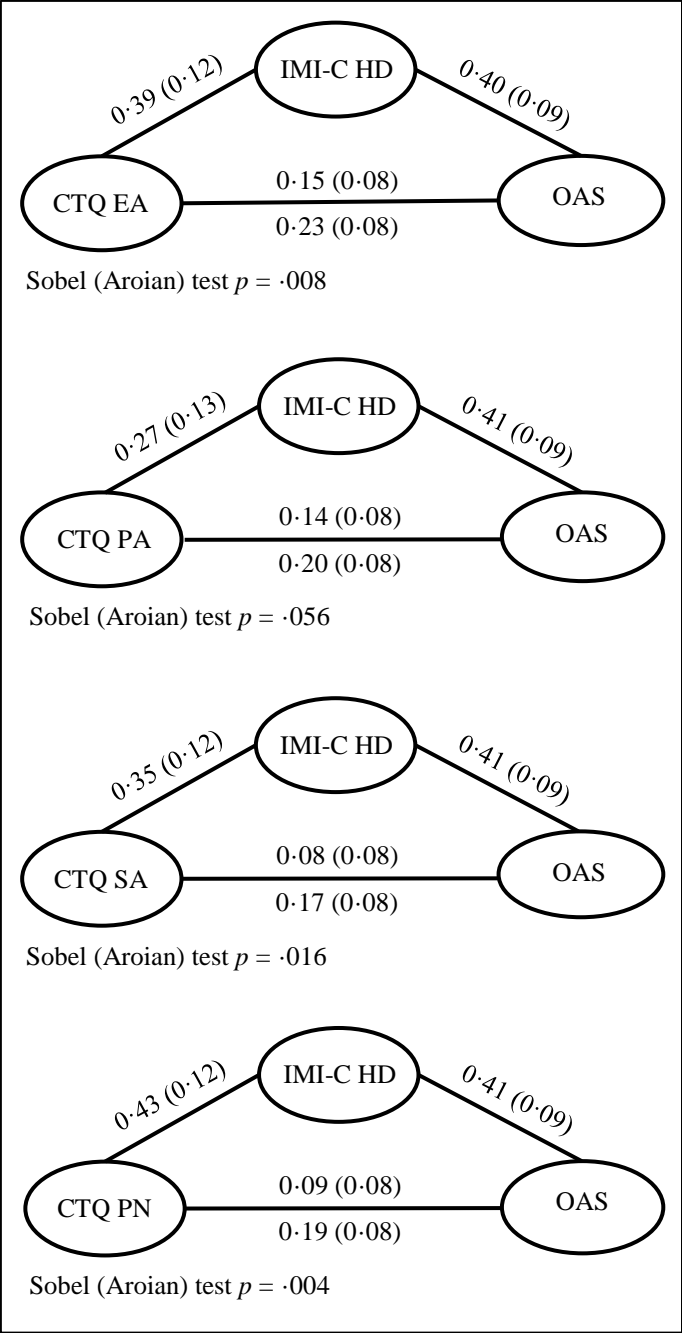 IMI-C HD
0·39 (0·12)
0·40 (0·09)
CTQ EA
0·15 (0·08)
0·23 (0·08)
OAS
Sobel (Aroian) test p = ·008
IMI-C HD
0·27 (0·13)
0·41 (0·09)
CTQ PA
0·14 (0·08)
0·20 (0·08)
OAS
Sobel (Aroian) test p = ·056
IMI-C HD
0·35 (0·12)
0·41 (0·09)
CTQ SA
0·08 (0·08)
0·17 (0·08)
OAS
Sobel (Aroian) test p = ·016
IMI-C HD
0·43 (0·12)
0·41 (0·09)
CTQ PN
0·09 (0·08)
0·19 (0·08)
OAS
Sobel (Aroian) test p = ·004